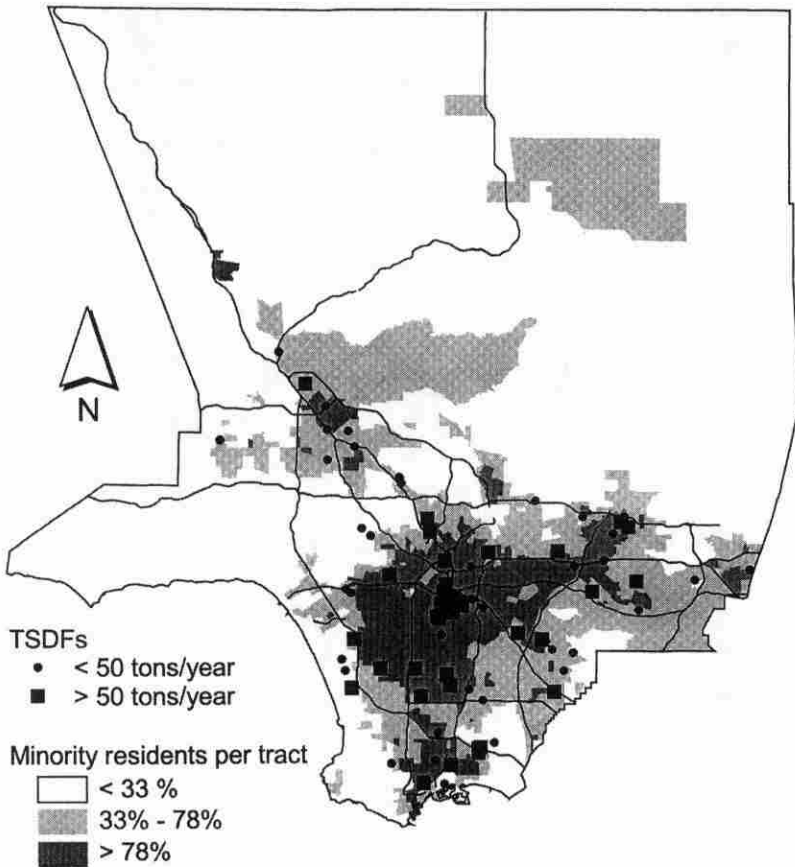 N
TSDFs
< 50 tons/year
> 50 tons/year
Minority residents per tract
< 33 %
33% - 78%
> 78%